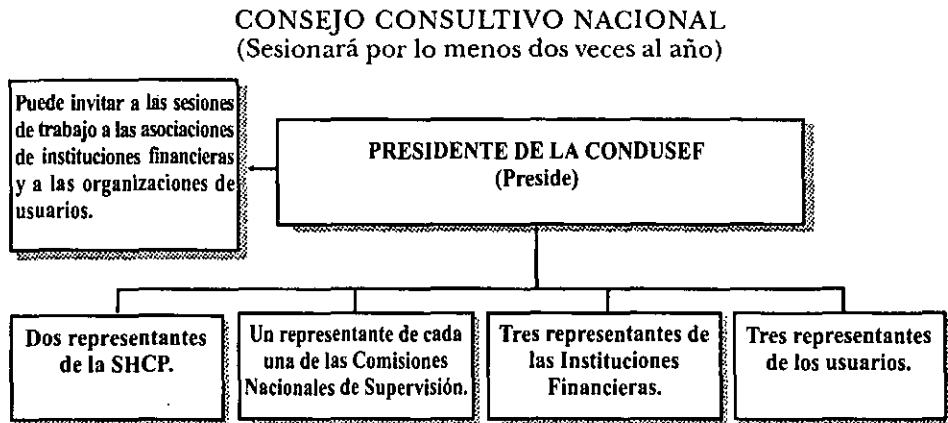 CONSEJO CONSULTIVO NACIONAL
(Sesionará por lo menos dos veces al año)
Puede invitar a las sesiones
de trabajo a las asociaciones
de instituciones financieras
y a las organizaciones de
usuarios.
PRESIDENTE DE LA CONDUSEF
(Preside)
Dos representantes
de la SHCP.
Un representante de cada
una de las Comisiones
Nacionales de Supervisión.
Tres representantes de
las Instituciones
Financieras.
Tres representantes
de los usuarios.